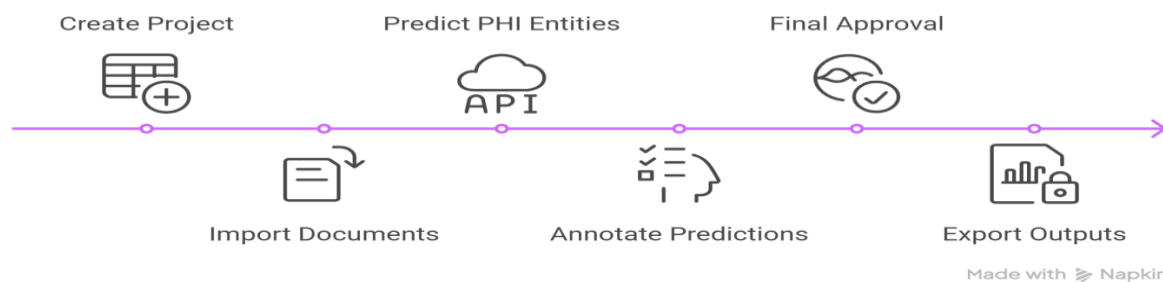 Create Project
Predict PHI Entities
Final Approval
API
Import Documents
Annotate Predictions
Export Outputs
Made with Napkin